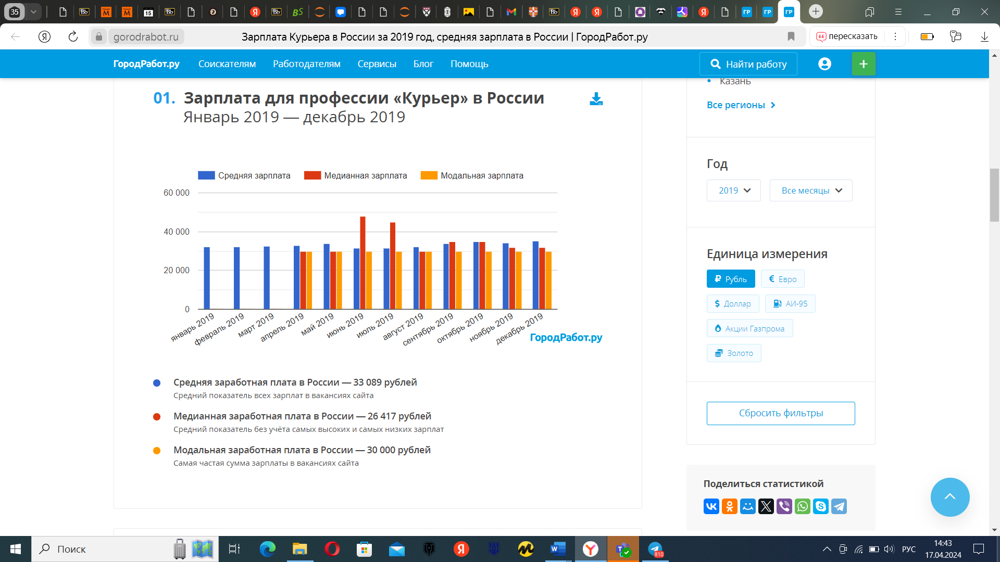 35
gorodrabot.ru
Зарплата Курьера в России за 2019 год, средняя зарплата в России | ГородРабот.ру
пересказать
ГородРабот.ру
Соискателям
Работодателям
Сервисы
Блог
Помощь
Найти работу
+
01. Зарплата для профессии «Курьер» в России
Январь 2019 — декабрь 2019
Средняя зарплата
Медианная зарплата
Модальная зарплата
60 000
40 000
20 000
0
январь 2019
февраль 2019
март 2019
апрель 2019
май 2019
июнь 2019
июль 2019
август 2019
сентябрь 2019
октябрь 2019
ноябрь 2019
декабрь 2019
ГородРабот.ру
Средняя заработная плата в России — 33 089 рублей
Средний показатель всех зарплат в вакансиях сайта
Медианная заработная плата в России — 26 417 рублей
Средний показатель без учёта самых высоких и самых низких зарплат
Модальная заработная плата в России — 30 000 рублей
Самая частая сумма зарплаты в вакансиях сайта
Казань
Все регионы
Год
2019
Все месяцы
Единица измерения
₽ Рубль
€ Евро
$ Доллар
АИ-95
Акции Газпрома
Золото
Сбросить фильтры
Поделиться статистикой
Поиск
810
РУС
14:43
17.04.2024